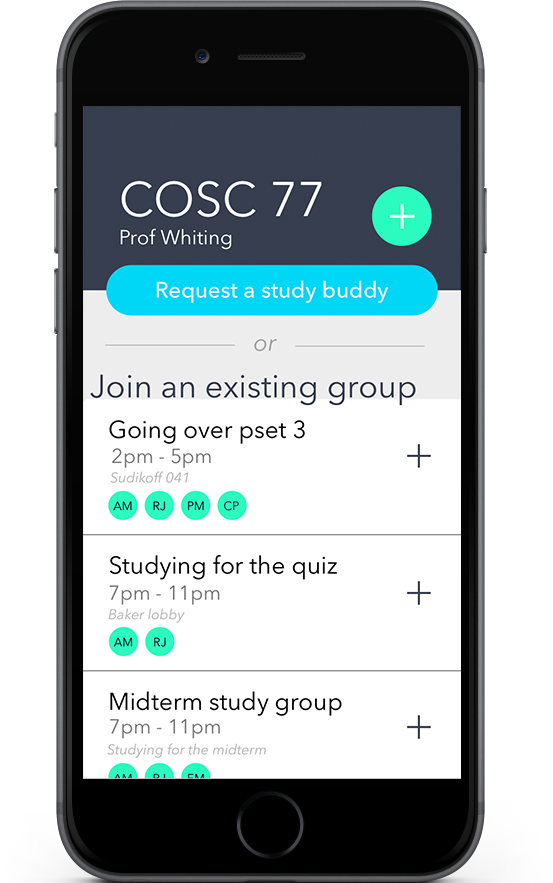 COSC 77
Prof Whiting
Request a study buddy
or
Join an existing group
Going over pset 3
2pm - 5pm
Sudikoff 041
AM RJ PM CP
Studying for the quiz
7pm - 11pm
Baker lobby
AM RJ
Midterm study group
7pm - 11pm
Studying for the midterm
AM RJ